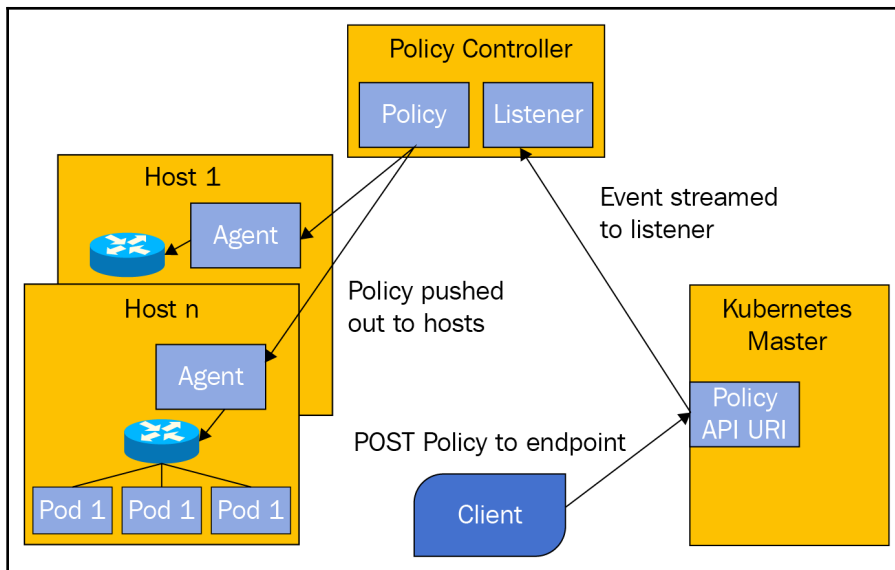 Policy Controller
Policy
Listener
Host 1
Agent
Event streamed
to listener
Host n
Policy pushed
out to hosts
Kubernetes
Master
Agent
Policy
API URI
POST Policy to endpoint
Pod 1
Pod 1
Pod 1
Client